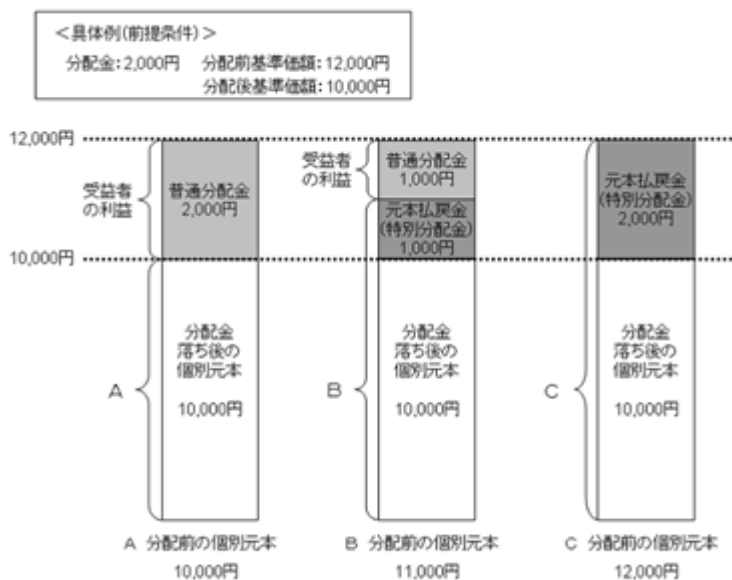 ＜具体例(前提条件)＞
分配金:2,000円　分配前基準価額:12,000円
分配後基準価額:10,000円
12,000円
10,000円
受益者
の利益
普通分配金
2,000円
A
分配金
落ち後の
個別元本
10,000円
A 分配前の個別元本
10,000円
受益者
の利益
普通分配金
1,000円
元本払戻金
(特別分配金)
1,000円
B
分配金
落ち後の
個別元本
10,000円
B 分配前の個別元本
11,000円
元本払戻金
(特別分配金)
2,000円
C
分配金
落ち後の
個別元本
10,000円
C 分配前の個別元本
12,000円